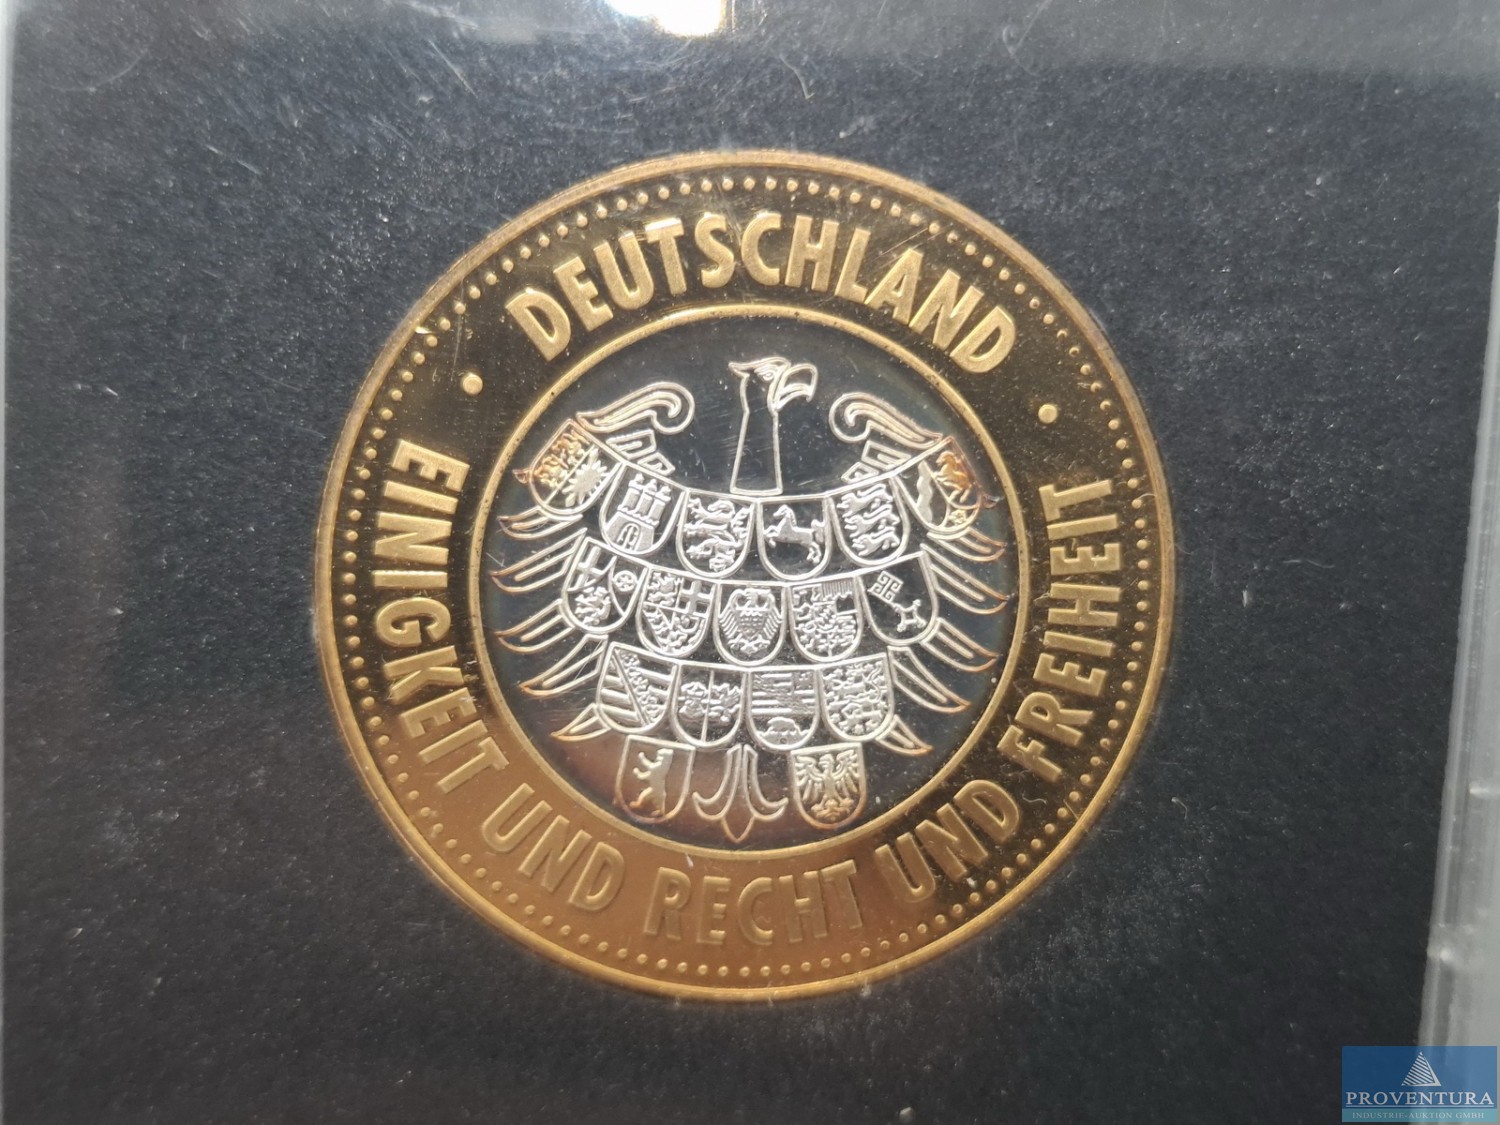 DEUTSCHLAND
· EINIGKEIT UND RECHT UND FREIHEIT ·
PROVENTURA
INDUSTRIE-AUKTION GMBH